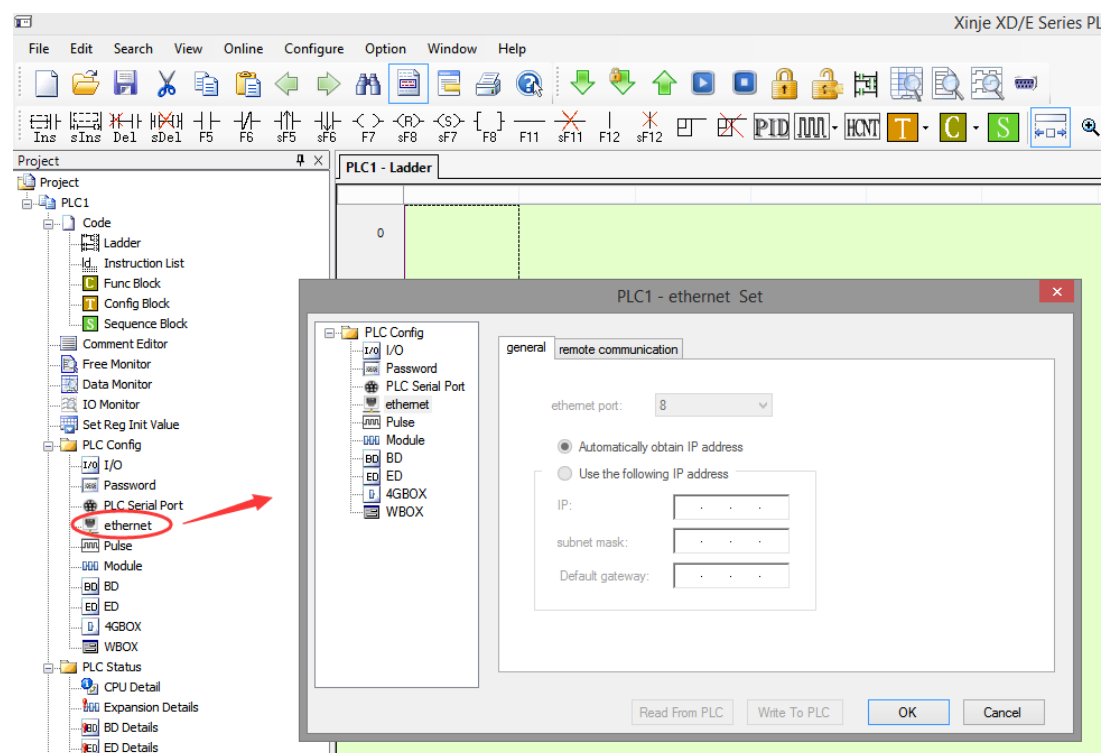 Xinje XD/E Series PL
File Edit Search View Online Configure Option Window Help
Ins sIns Del sDel F5 F6 sF5 sF6 F7 sF8 sF7 F8 F11 sF11 F12 sF12 PID HCNT T C S
Project
PLC1 - Ladder
Project
PLC1
Code
Ladder
Instruction List
Func Block
Config Block
Sequence Block
Comment Editor
Free Monitor
Data Monitor
IO Monitor
Set Reg Init Value
PLC Config
I/O
Password
PLC Serial Port
ethernet
Pulse
Module
BD BD
ED ED
4GBOX
WBOX
PLC Status
CPU Detail
Expansion Details
BD Details
ED Details
0
PLC1 - ethernet Set
PLC Config
I/O
Password
PLC Serial Port
ethernet
Pulse
Module
BD BD
ED ED
4GBOX
WBOX
general remote communication
ethernet port: 8
Automatically obtain IP address
Use the following IP address
IP: . . .
subnet mask: . . .
Default gateway: . . .
Read From PLC Write To PLC OK Cancel